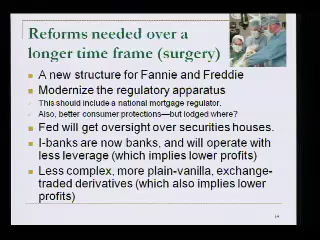 Reforms needed over a
longer time frame (surgery)
A new structure for Fannie and Freddie
Modernize the regulatory apparatus
This should include a national mortgage regulator.
Also, better consumer protections—but lodged where?
Fed will get oversight over securities houses.
I-banks are now banks, and will operate with
less leverage (which implies lower profits)
Less complex, more plain-vanilla, exchange-
traded derivatives (which also implies lower
profits)